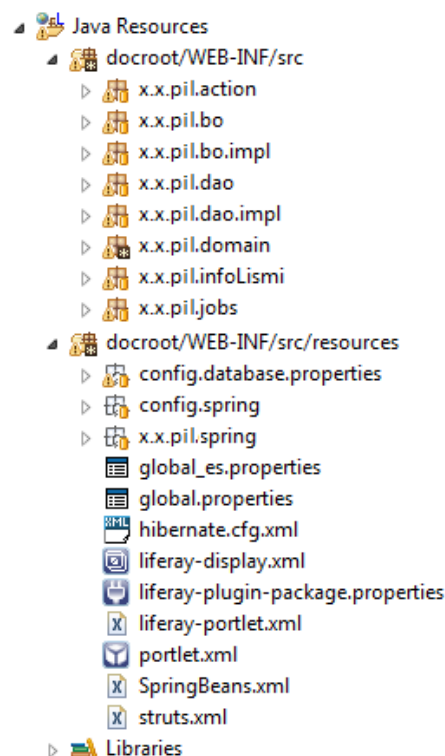 Java Resources
docroot/WEB-INF/src
x.x.pil.action
x.x.pil.bo
x.x.pil.bo.impl
x.x.pil.dao
x.x.pil.dao.impl
x.x.pil.domain
x.x.pil.infoLismi
x.x.pil.jobs
docroot/WEB-INF/src/resources
config.database.properties
config.spring
x.x.pil.spring
global_es.properties
global.properties
hibernate.cfg.xml
liferay-display.xml
liferay-plugin-package.properties
liferay-portlet.xml
portlet.xml
SpringBeans.xml
struts.xml
Libraries